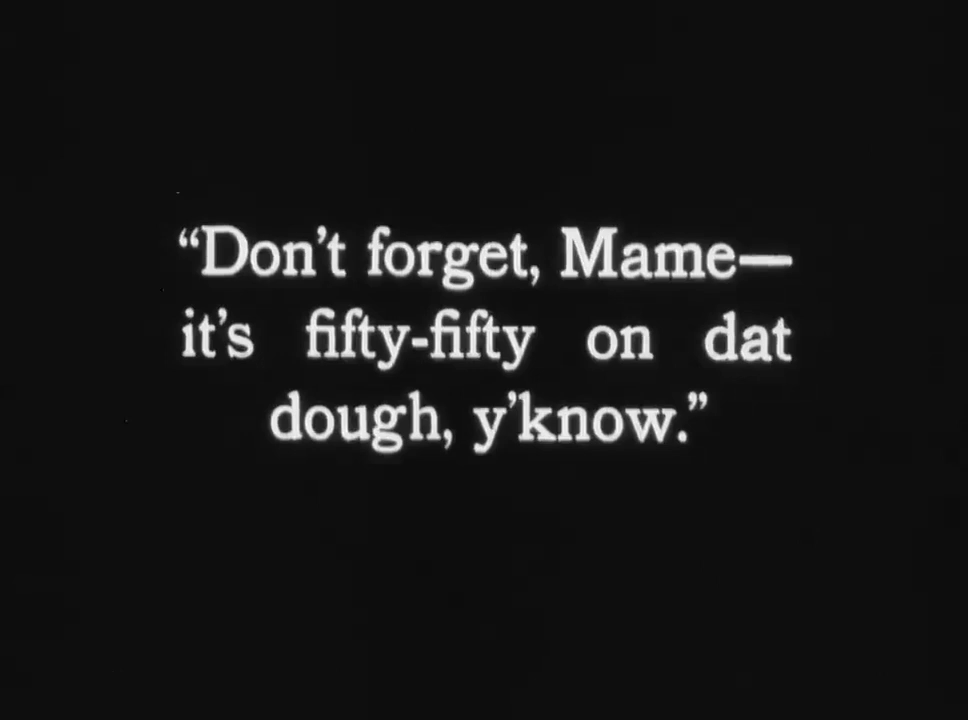 “Don’t forget, Mame—
it’s fifty-fifty on dat
dough, y’know.”